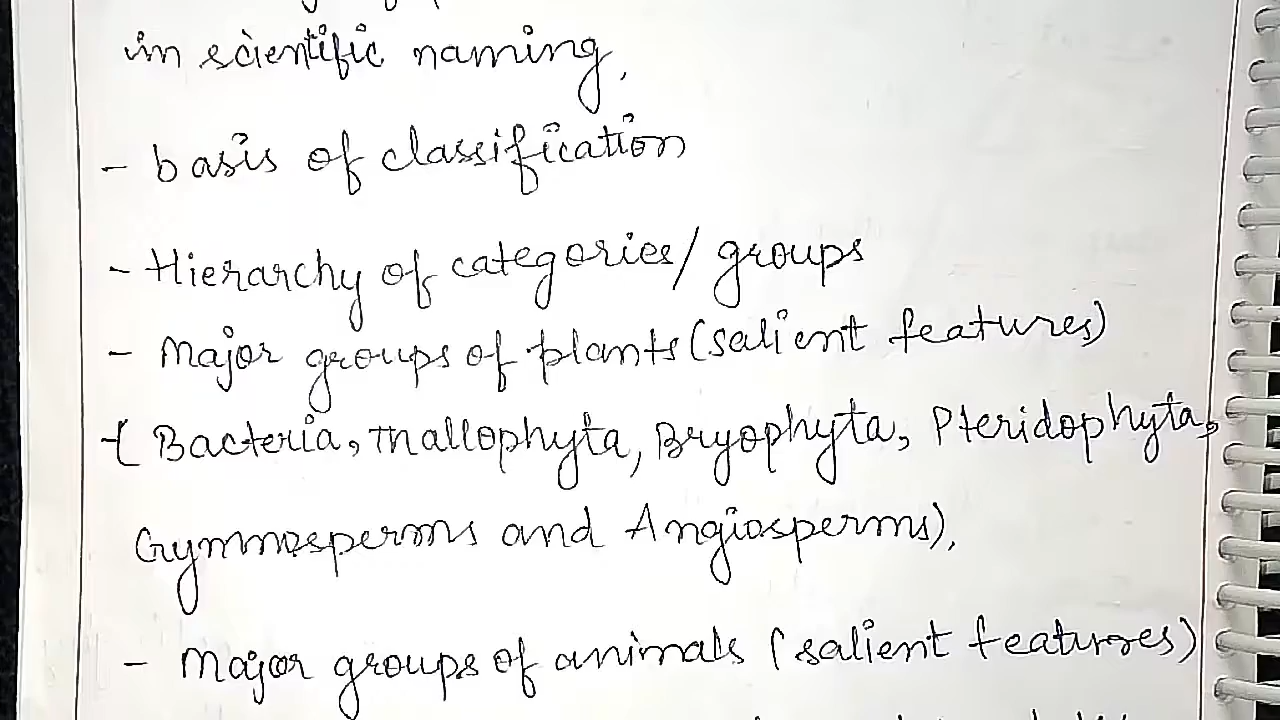 in scientific naming,
- basis of classification
- Hierarchy of categories/ groups
- Major groups of plants (salient features)
- ( Bacteria, Thallophyta, Bryophyta, Pteridophyta,
Gymnosperms and Angiosperms),
- Major groups of animals (salient features)